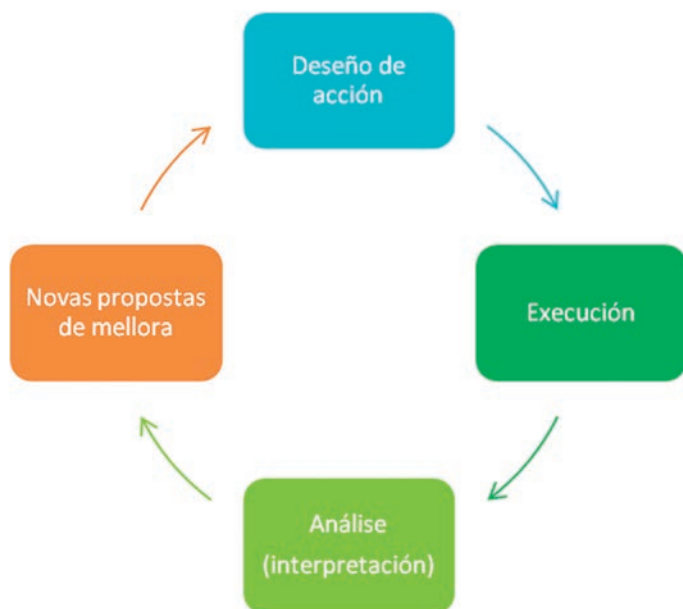 Deseño de
acción
Execución
Análise
(interpretación)
Novas propostas
de mellora